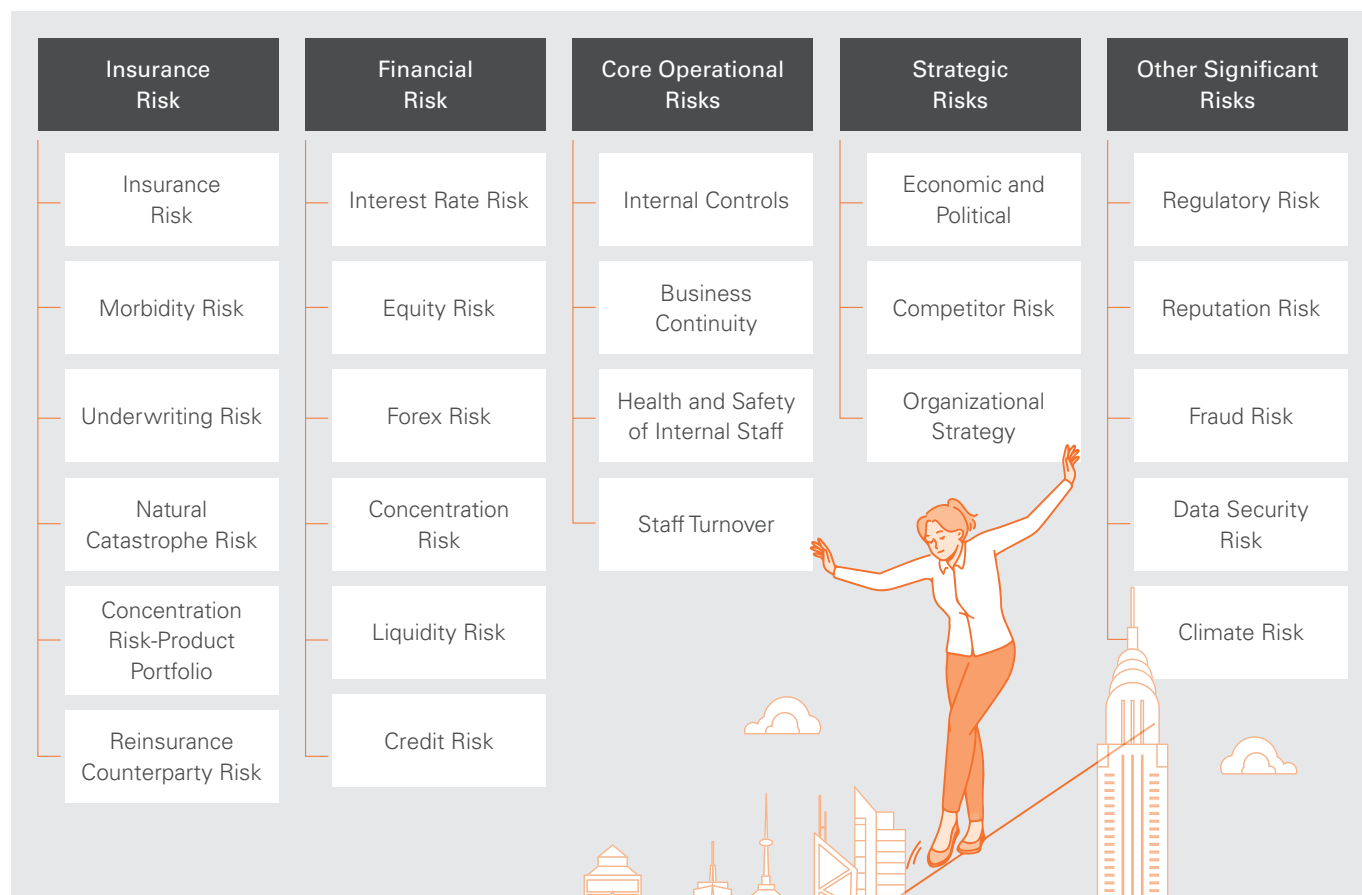 Insurance
Risk
Insurance
Risk
Morbidity Risk
Underwriting Risk
Natural
Catastrophe Risk
Concentration
Risk-Product
Portfolio
Reinsurance
Counterparty Risk
Financial
Risk
Interest Rate Risk
Equity Risk
Forex Risk
Concentration
Risk
Liquidity Risk
Credit Risk
Core Operational
Risks
Internal Controls
Business
Continuity
Health and Safety
of Internal Staff
Staff Turnover
Strategic
Risks
Economic and
Political
Competitor Risk
Organizational
Strategy
Other Significant
Risks
Regulatory Risk
Reputation Risk
Fraud Risk
Data Security
Risk
Climate Risk